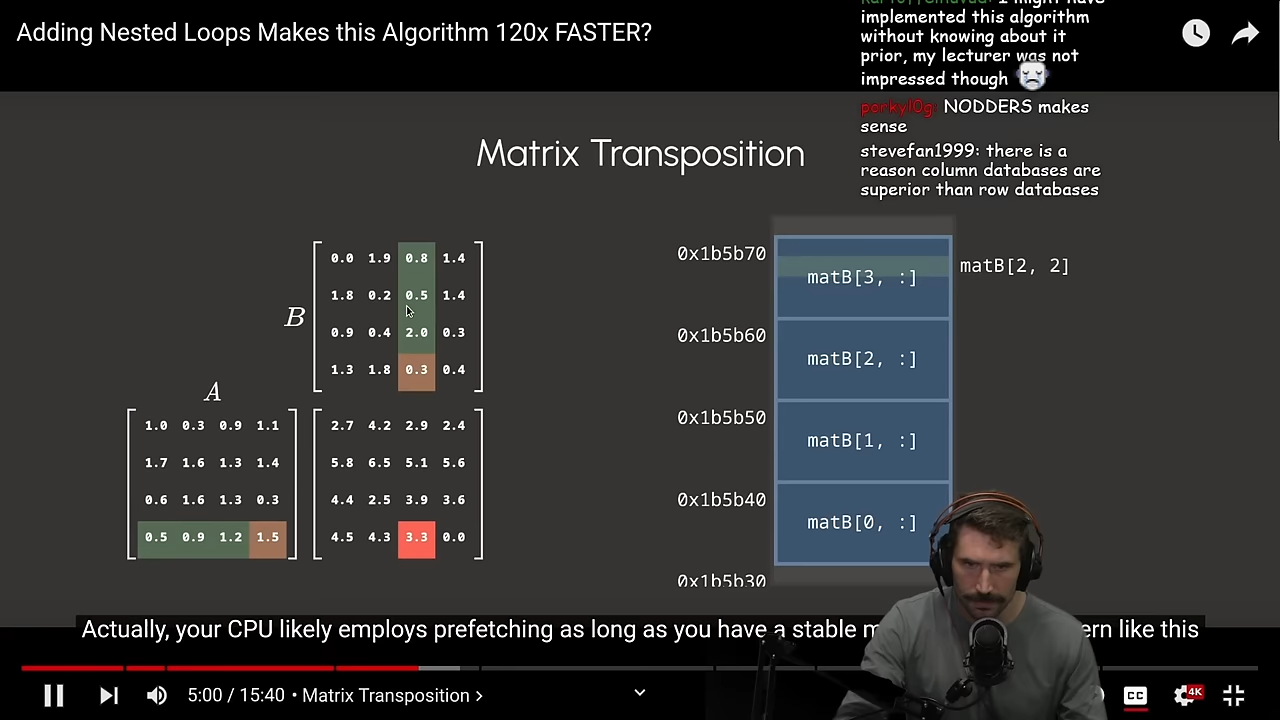 Adding Nested Loops Makes this Algorithm 120x FASTER?
implemented this algorithm
without knowing about it
prior, my lecturer was not
impressed though
porkyl0g: NODDERS makes
sense
stevefan1999: there is a
reason column databases are
superior than row databases
Matrix Transposition
B
0.0 1.9 0.8 1.4
1.8 0.2 0.5 1.4
0.9 0.4 2.0 0.3
1.3 1.8 0.3 0.4
A
1.0 0.3 0.9 1.1
1.7 1.6 1.3 1.4
0.6 1.6 1.3 0.3
0.5 0.9 1.2 1.5
2.7 4.2 2.9 2.4
5.8 6.5 5.1 5.6
4.4 2.5 3.9 3.6
4.5 4.3 3.3 0.0
0x1b5b70
matB[3, :]
matB[2, 2]
0x1b5b60
matB[2, :]
0x1b5b50
matB[1, :]
0x1b5b40
matB[0, :]
0x1b5b30
Actually, your CPU likely employs prefetching as long as you have a stable like this
5:00 / 15:40 • Matrix Transposition ›
CC
4K